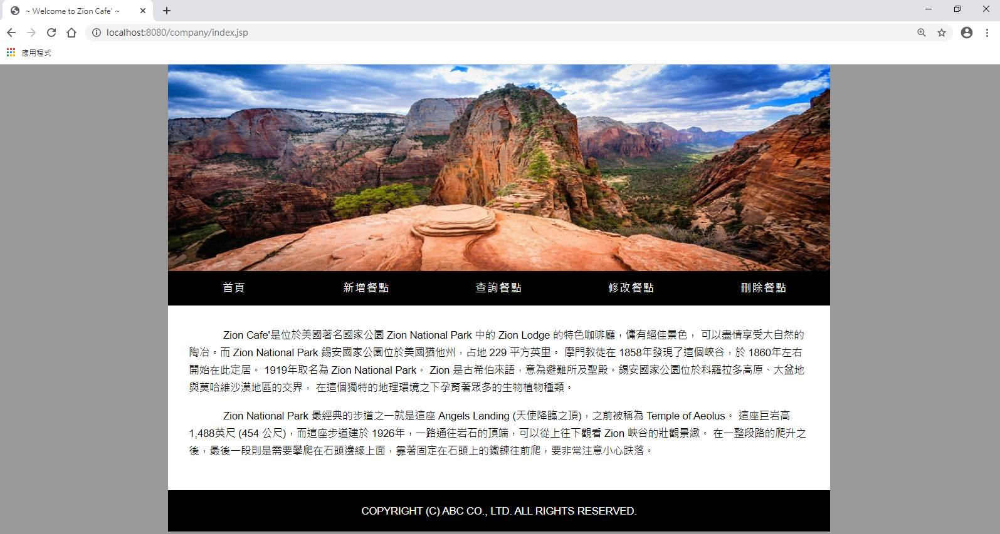 ~ Welcome to Zion Cafe' ~
localhost:8080/company/index.jsp
應用程式
首頁 新增餐點 查詢餐點 修改餐點 刪除餐點
Zion Cafe'是位於美國著名國家公園 Zion National Park 中的 Zion Lodge 的特色咖啡廳，傭有絕佳景色， 可以盡情享受大自然的
陶冶。而 Zion National Park 錫安國家公園位於美國猶他州，占地 229 平方英里。 摩門教徒在 1858年發現了這個峽谷，於 1860年左右
開始在此定居。 1919年取名為 Zion National Park。 Zion 是古希伯來語，意為避難所及聖殿。錫安國家公園位於科羅拉多高原、大盆地
與莫哈維沙漠地區的交界， 在這個獨特的地理環境之下孕育著眾多的生物植物種類。
Zion National Park 最經典的步道之一就是這座 Angels Landing (天使降臨之頂)，之前被稱為 Temple of Aeolus。 這座巨岩高
1,488英尺 (454 公尺)，而這座步道建於 1926年，一路通往岩石的頂端，可以從上往下觀看 Zion 峽谷的壯觀景緻。 在一整段路的爬升之
後，最後一段則是需要攀爬在石頭邊緣上面，靠著固定在石頭上的鐵鍊往前爬，要非常注意小心跌落。
COPYRIGHT (C) ABC CO., LTD. ALL RIGHTS RESERVED.